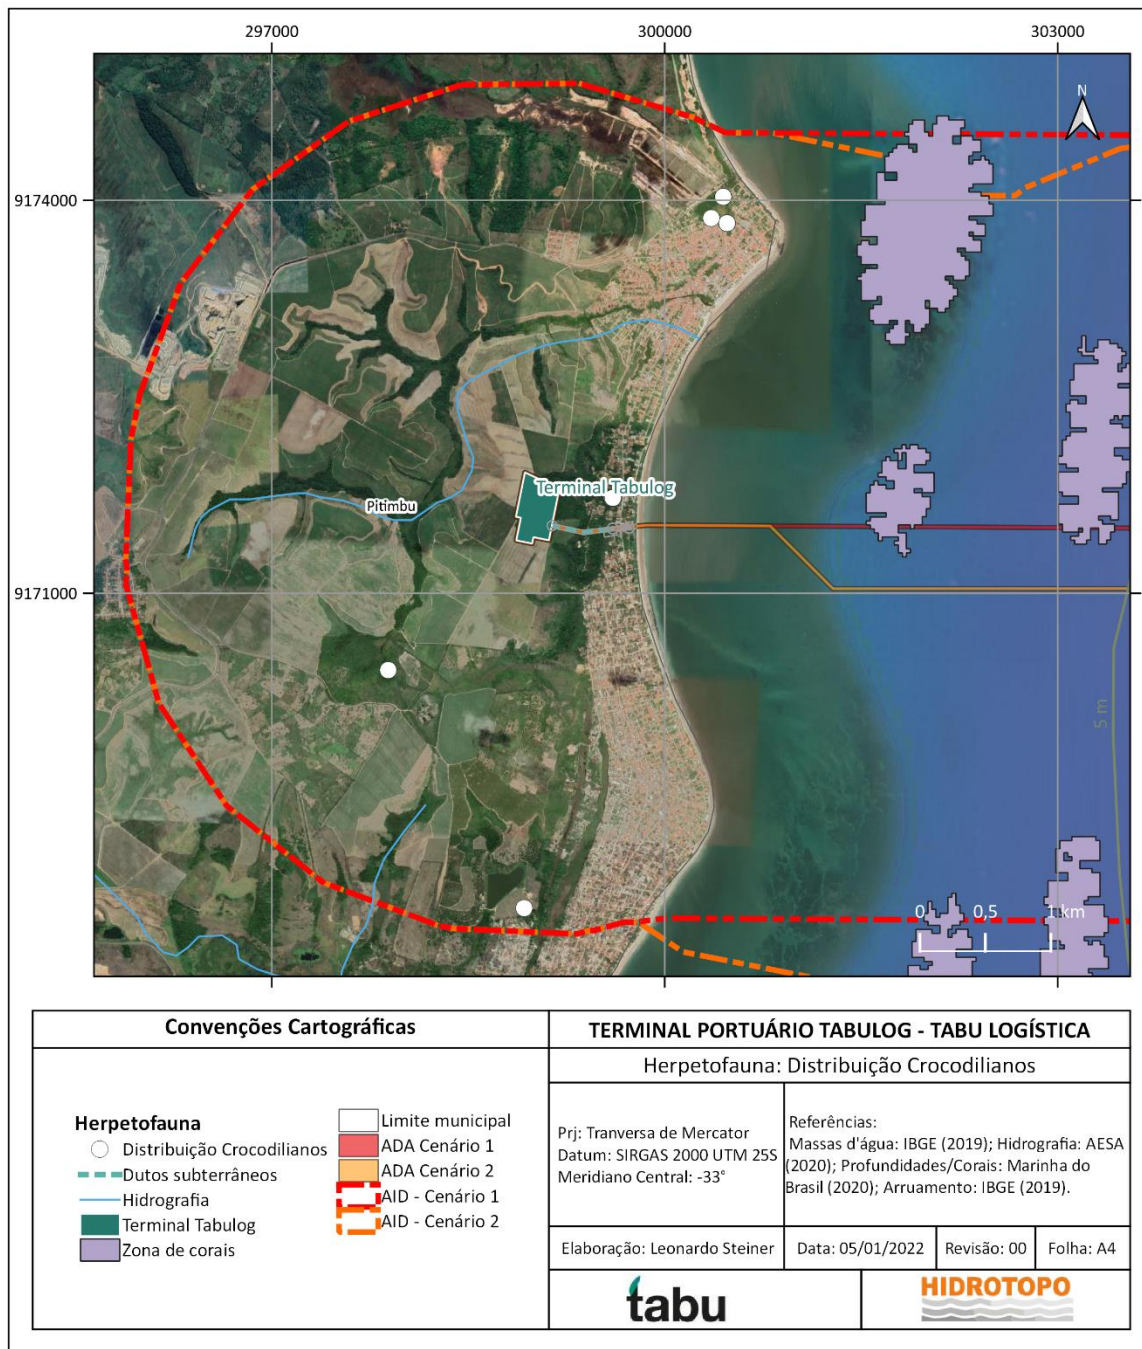 297000
300000
303000
N
9174000
Terminal Tabulog
Pitimbu
9171000
5 m
0
0,5
1 km
Convenções Cartográficas
Herpetofauna
Distribuição Crocodilianos
Dutos subterrâneos
Hidrografia
Terminal Tabulog
Zona de corais
Limite municipal
ADA Cenário 1
ADA Cenário 2
AID - Cenário 1
AID - Cenário 2
TERMINAL PORTUÁRIO TABULOG - TABU LOGÍSTICA
Herpetofauna: Distribuição Crocodilianos
Prj: Tranversa de Mercator
Datum: SIRGAS 2000 UTM 25S
Meridiano Central: -33°
Referências:
Massas d'água: IBGE (2019); Hidrografia: AESA
(2020); Profundidades/Corais: Marinha do
Brasil (2020); Arruamento: IBGE (2019).
Elaboração: Leonardo Steiner
Data: 05/01/2022
Revisão: 00
Folha: A4
tabu
HIDROTOPO